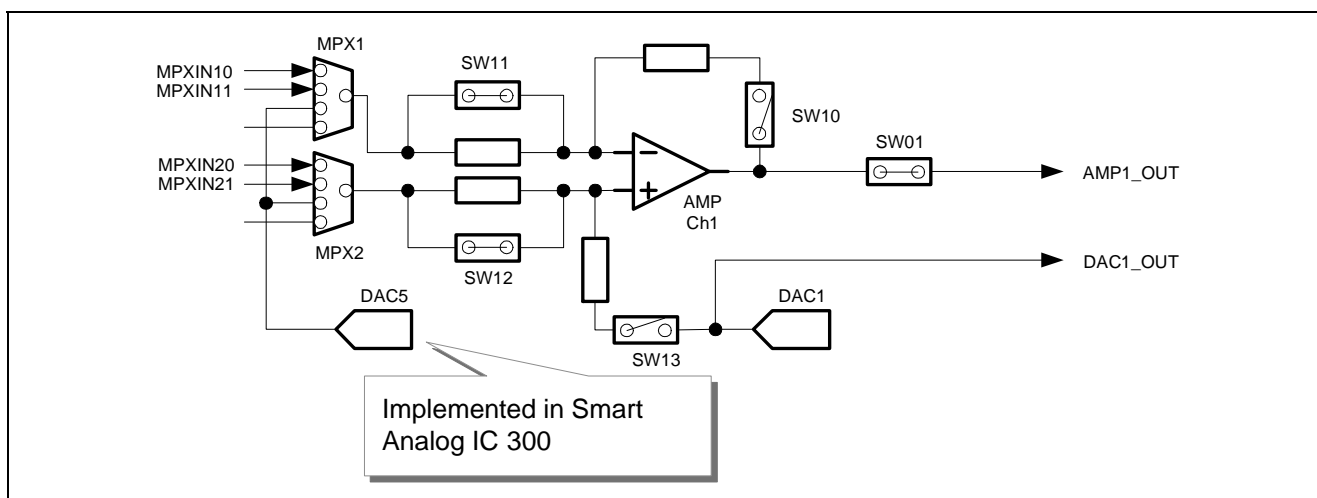 MPX1
MPXIN10
MPXIN11
SW11
SW10
SW01
MPXIN20
MPXIN21
AMP1_OUT
AMP
Ch1
MPX2
SW12
DAC1_OUT
DAC5
DAC1
SW13
Implemented in Smart
Analog IC 300